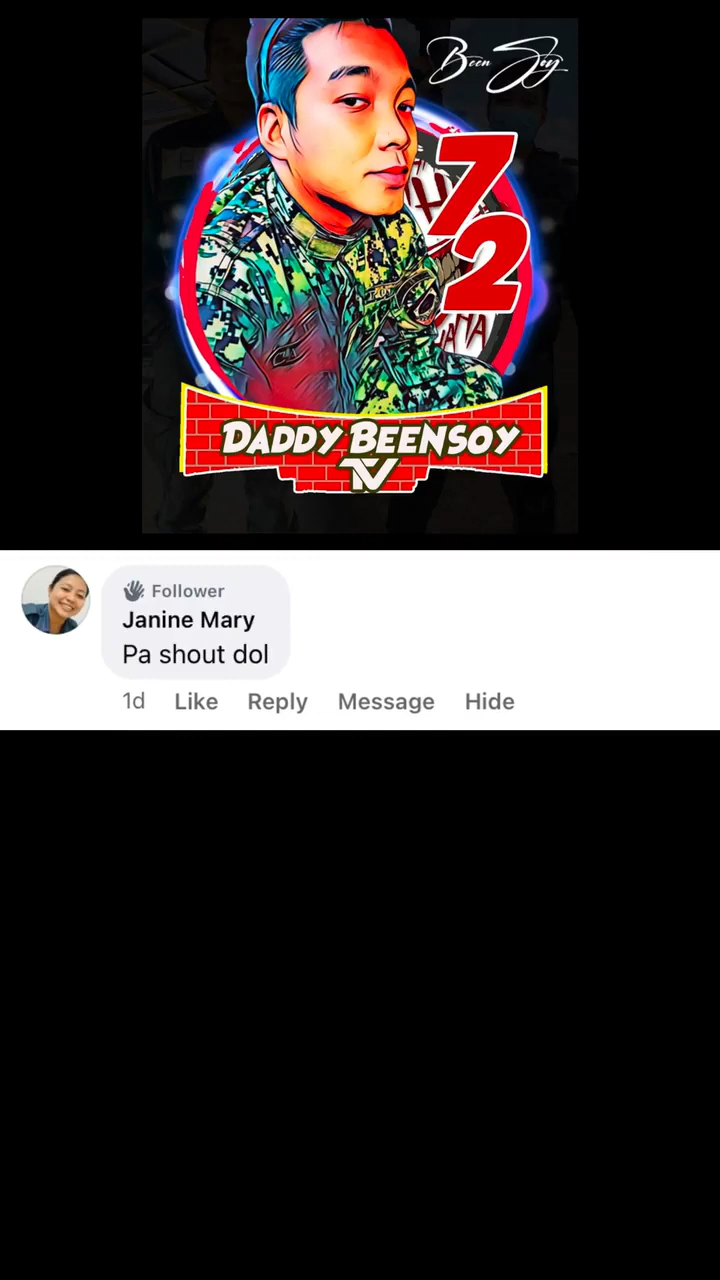 Been Soy
72
DADDY BEENSOY
TV
Follower
Janine Mary
Pa shout dol
1d Like Reply Message Hide